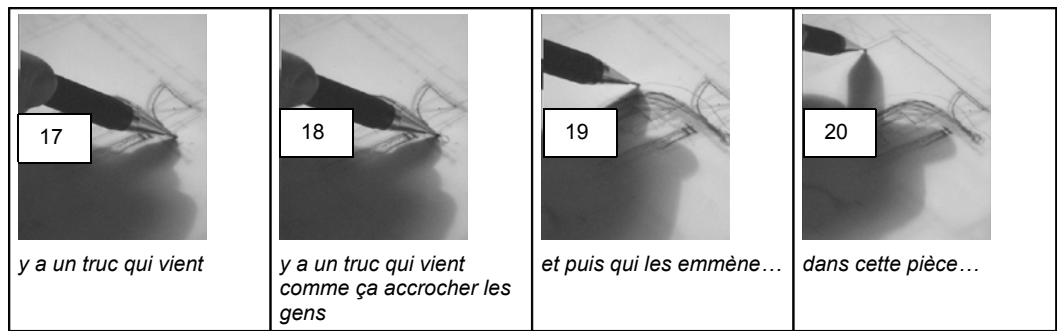 17
18
19
20
y a un truc qui vient
y a un truc qui vient
comme ça accrocher les
gens
et puis qui les emmène…
dans cette pièce…